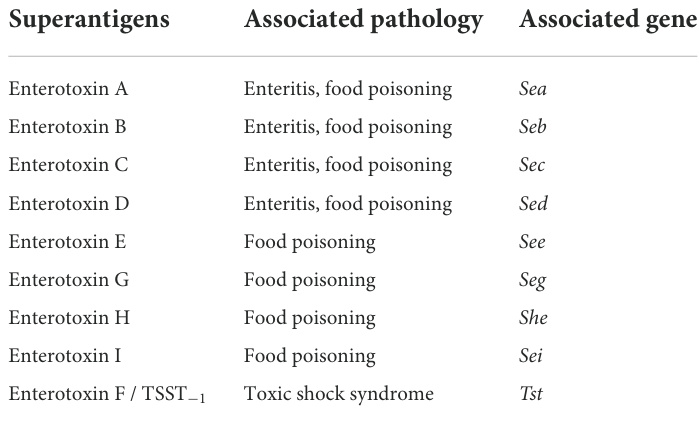 Superantigens Associated pathology Associated gene
Enterotoxin A Enteritis, food poisoning Sea
Enterotoxin B Enteritis, food poisoning Seb
Enterotoxin C Enteritis, food poisoning Sec
Enterotoxin D Enteritis, food poisoning Sed
Enterotoxin E Food poisoning See
Enterotoxin G Food poisoning Seg
Enterotoxin H Food poisoning She
Enterotoxin I Food poisoning Sei
Enterotoxin F / TSST−1 Toxic shock syndrome Tst